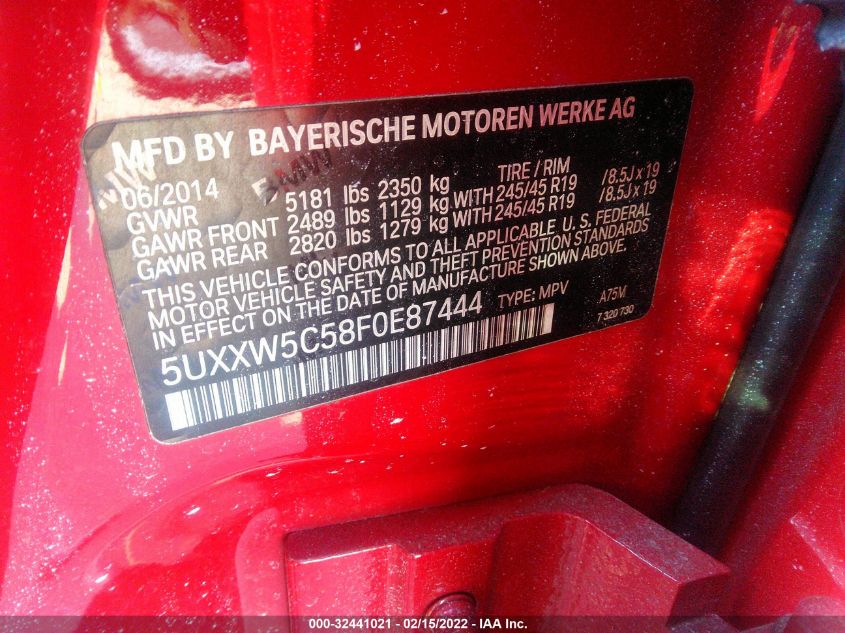 MFD BY BAYERISCHE MOTOREN WERKE AG
06/2014 TIRE / RIM
GVWR 5181 lbs 2350 kg
GAWR FRONT 2489 lbs 1129 kg WITH 245/45 R19 /8.5J x 19
GAWR REAR 2820 lbs 1279 kg WITH 245/45 R19 /8.5J x 19
THIS VEHICLE CONFORMS TO ALL APPLICABLE U. S. FEDERAL
MOTOR VEHICLE SAFETY AND THEFT PREVENTION STANDARDS
IN EFFECT ON THE DATE OF MANUFACTURE SHOWN ABOVE.
5UXXW5C58F0E87444 TYPE: MPV A75M
7 320 730
BMW
000-32441021 - 02/15/2022 - IAA Inc.